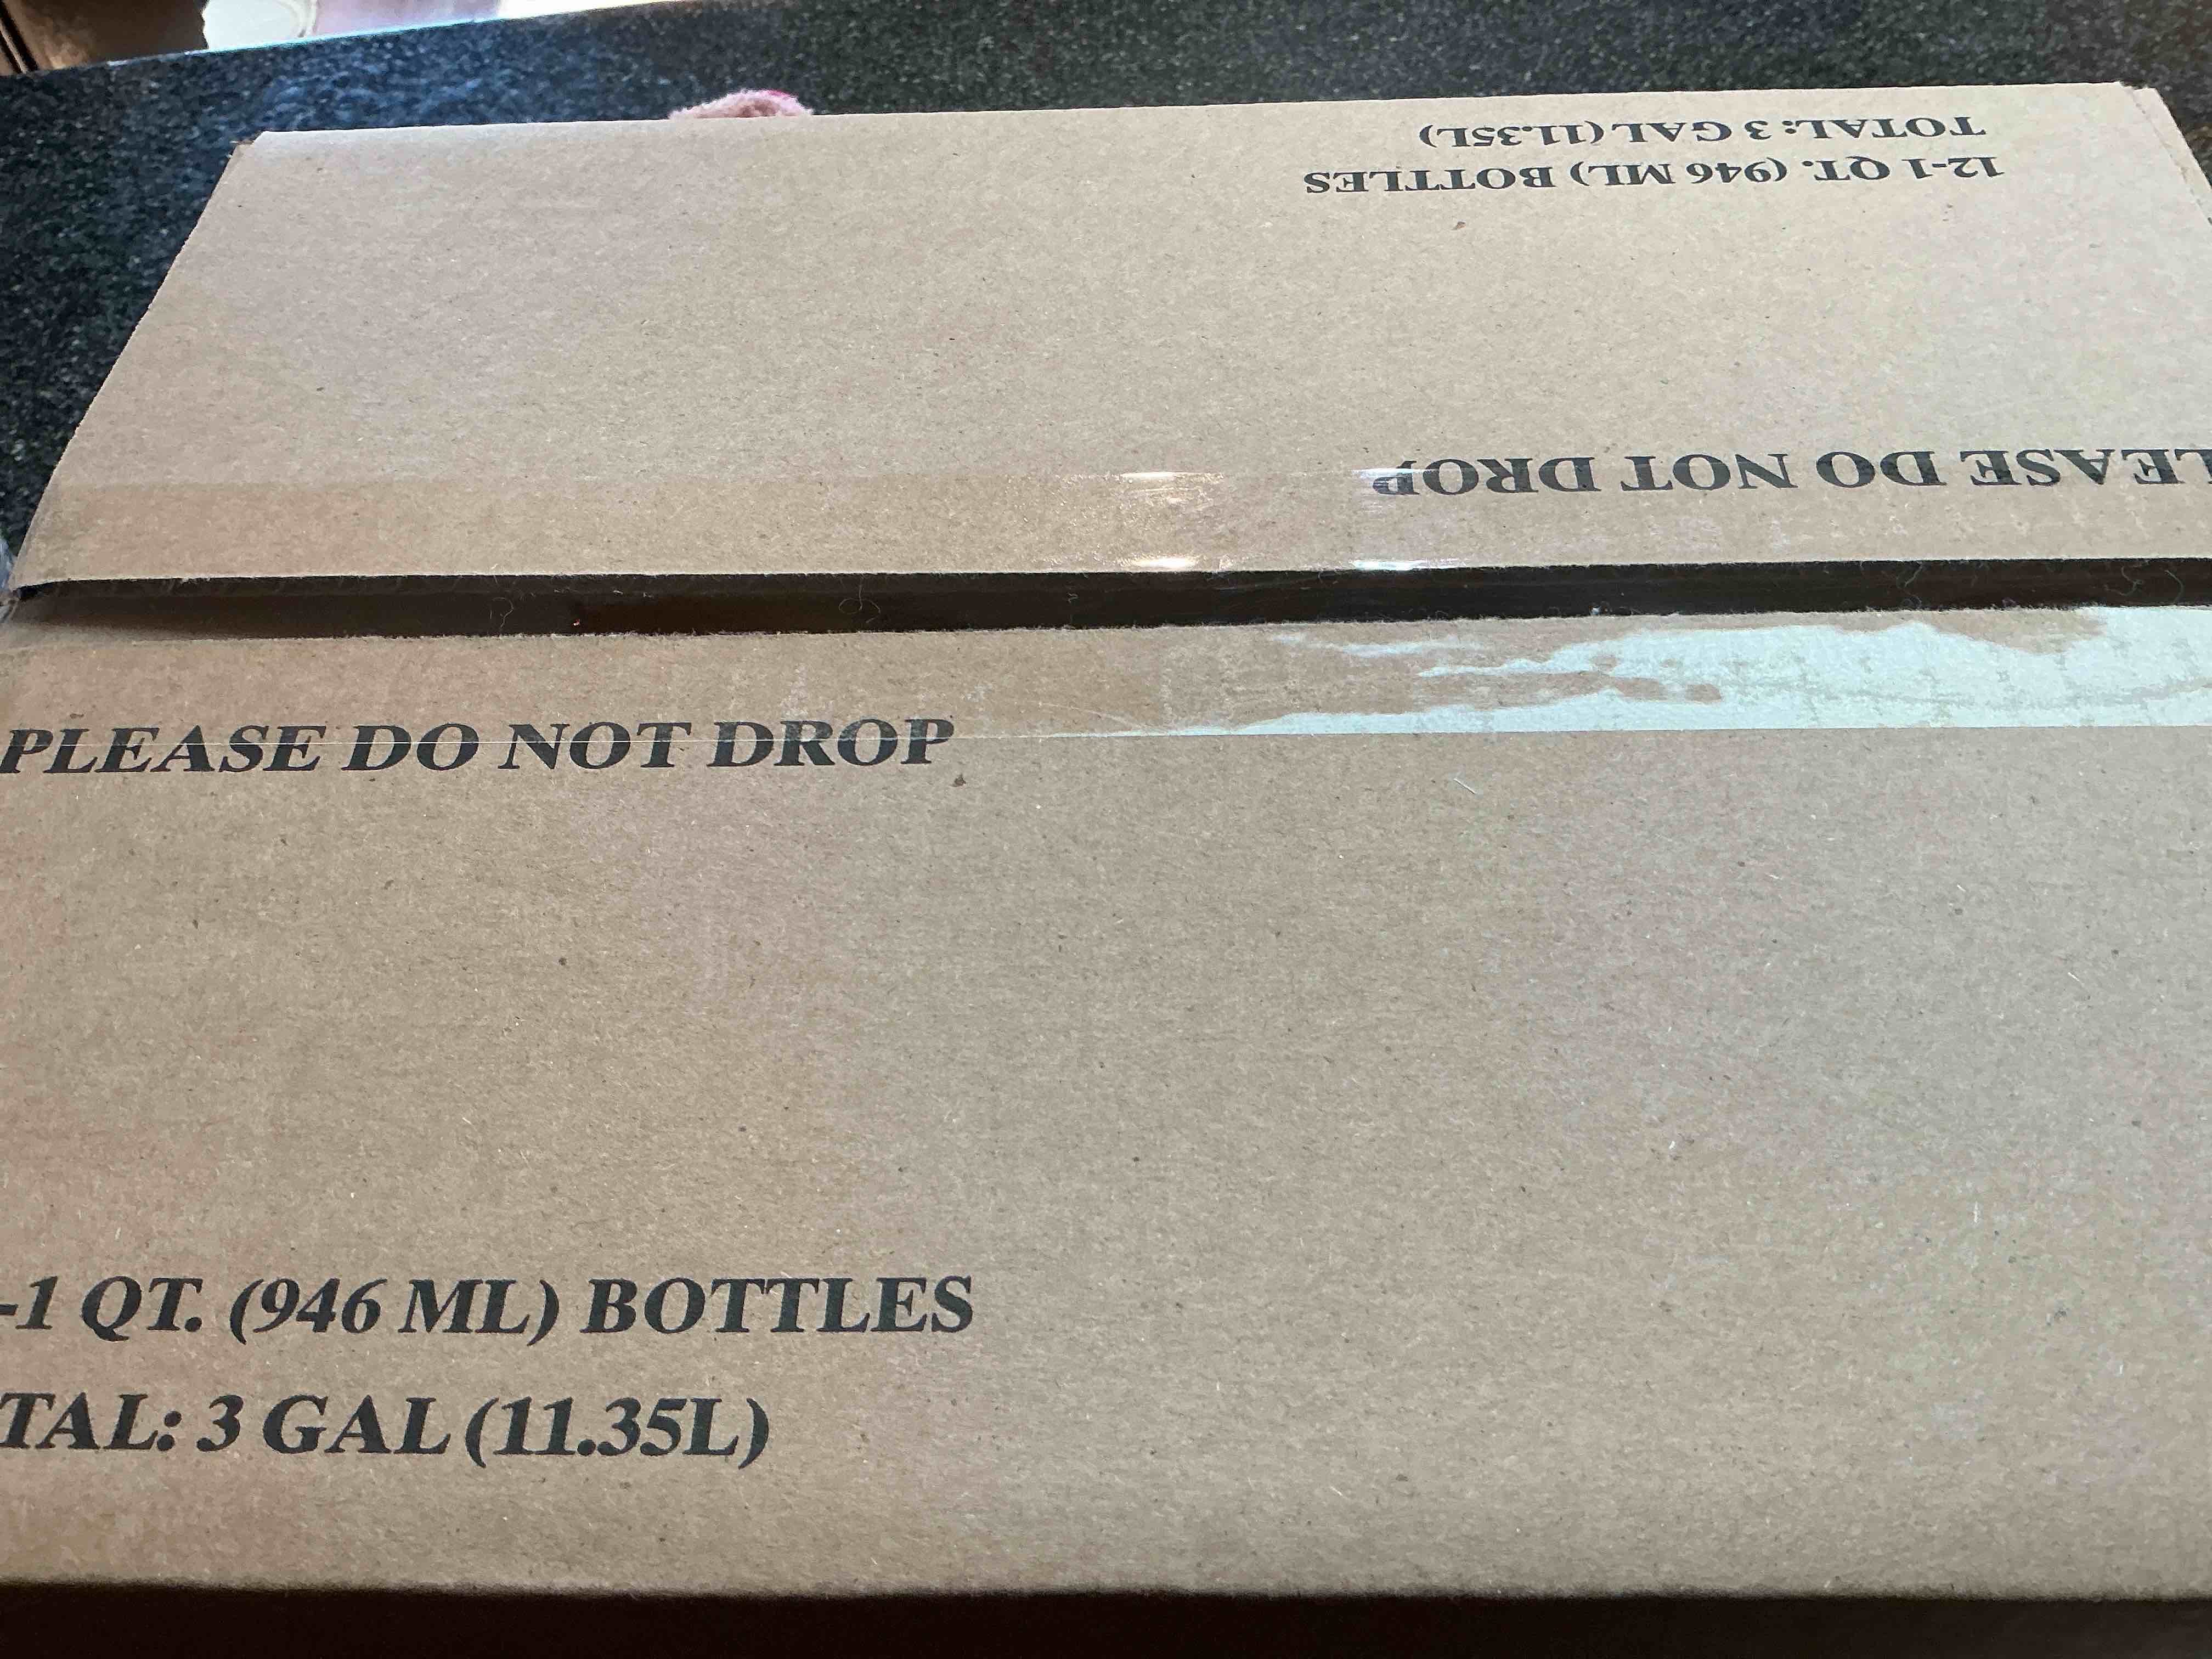 TOTAL: 3 GAL (11.35L)
12-1 QT. (946 ML) BOTTLES
LEASE DO NOT DROP
PLEASE DO NOT DROP
-1 QT. (946 ML) BOTTLES
TAL: 3 GAL (11.35L)